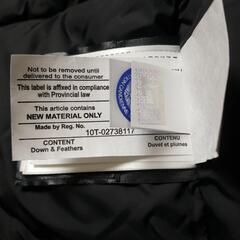 Not to be removed until
delivered to the consumer
This label is affixed in compliance
with Provincial law
This article contains
NEW MATERIAL ONLY
Made by Reg. No.
10T-02738117
CONTENT
Down & Feathers
CONTENU
Duvet et plumes